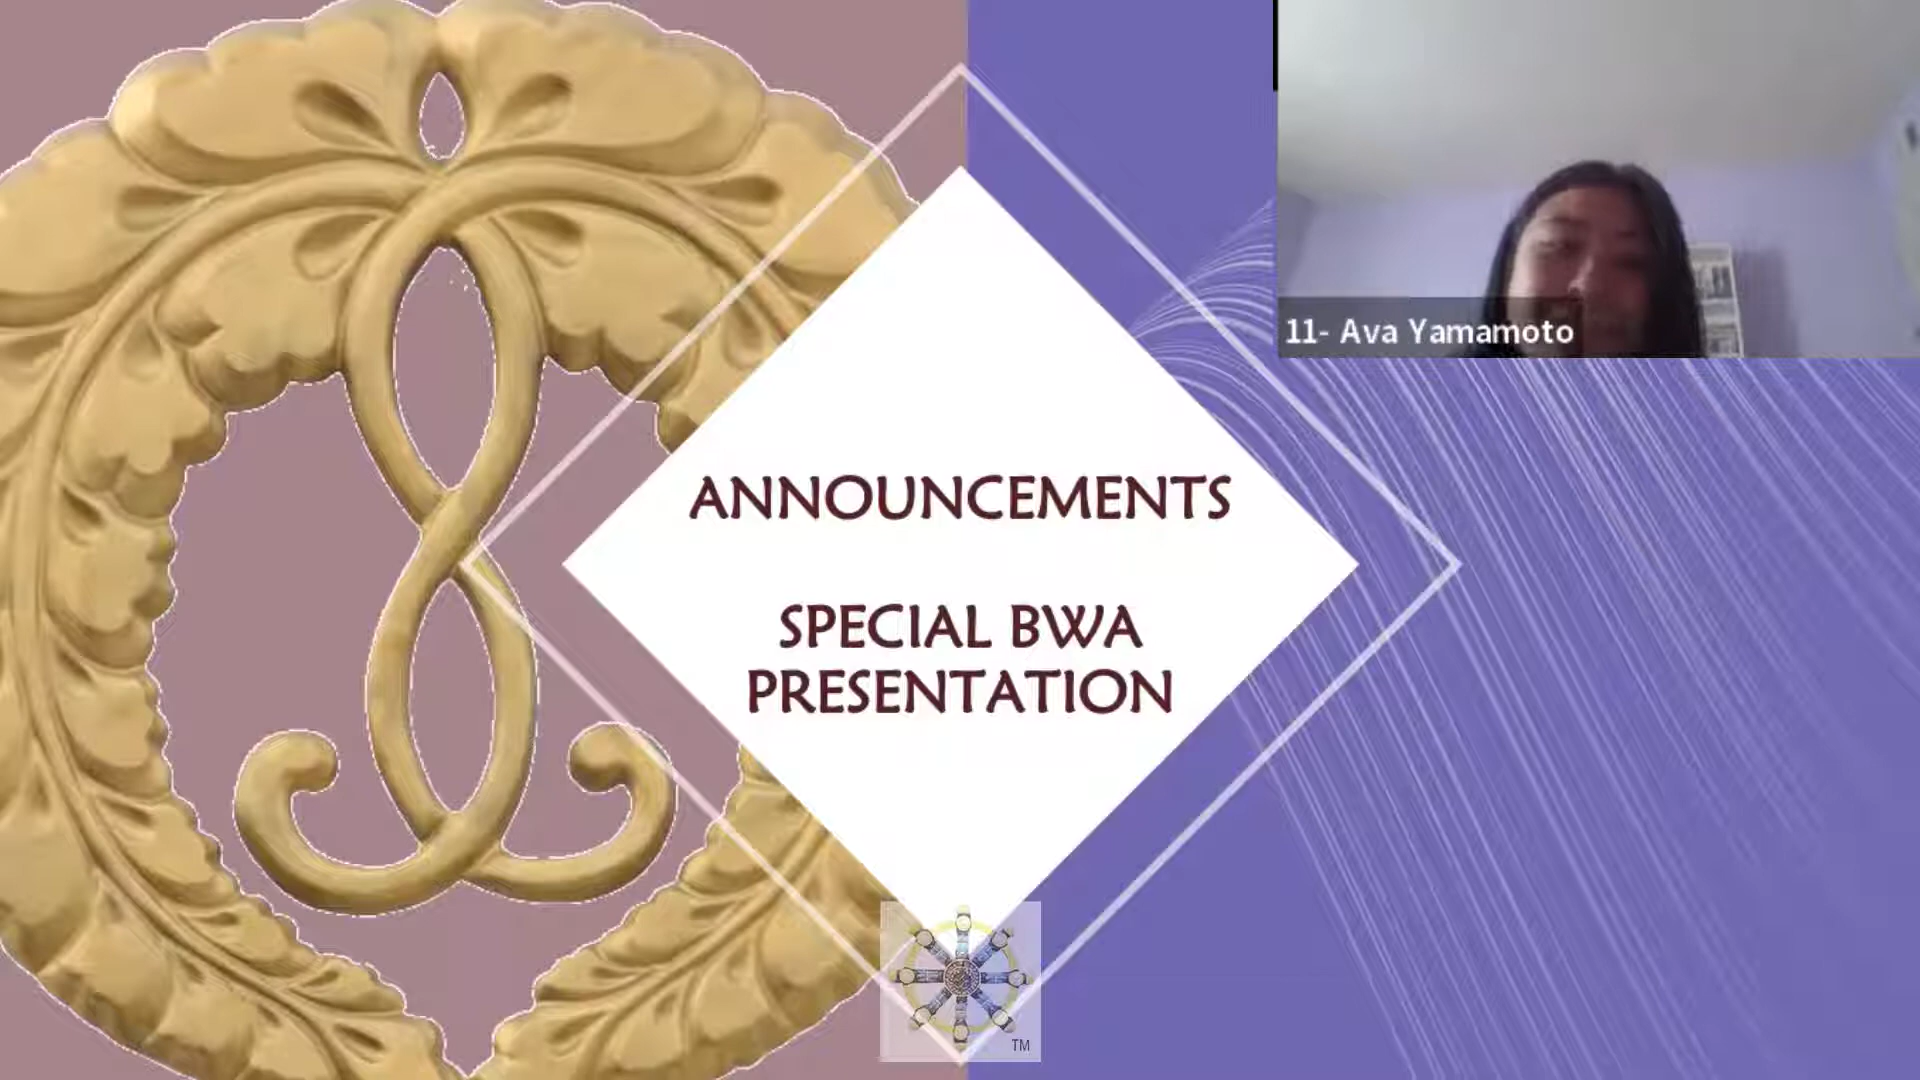 11- Ava Yamamoto
ANNOUNCEMENTS
SPECIAL BWA
PRESENTATION
TM